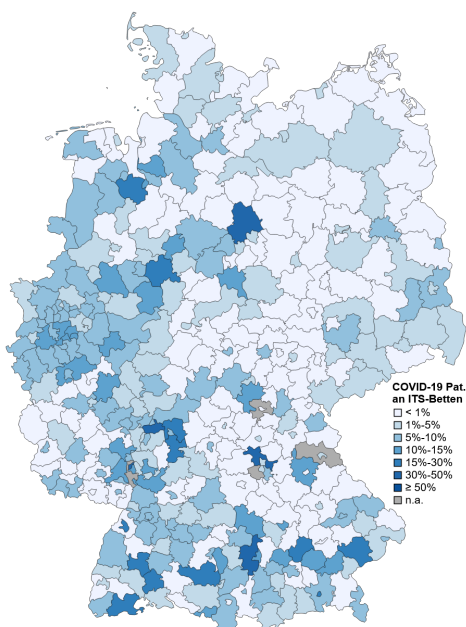 COVID-19 Pat.
an ITS-Betten
< 1%
1%-5%
5%-10%
10%-15%
15%-30%
30%-50%
≥ 50%
n.a.